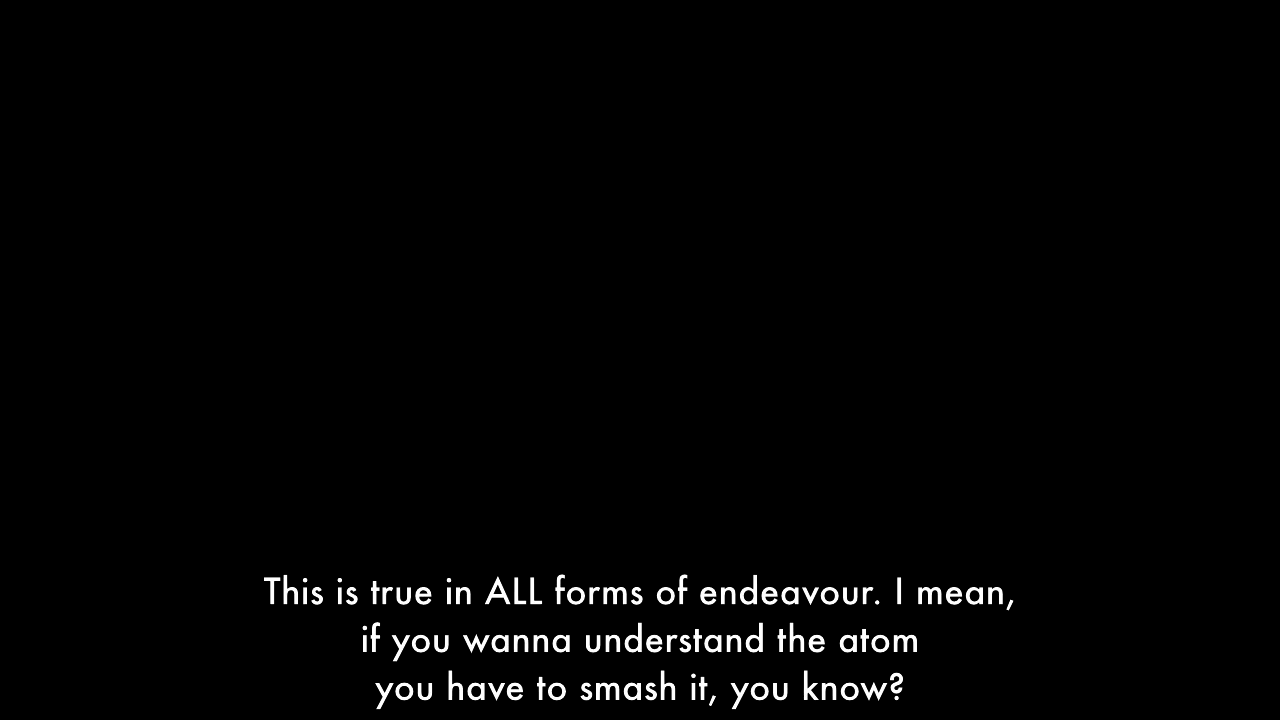 This is true in ALL forms of endeavour. I mean,
if you wanna understand the atom
you have to smash it, you know?